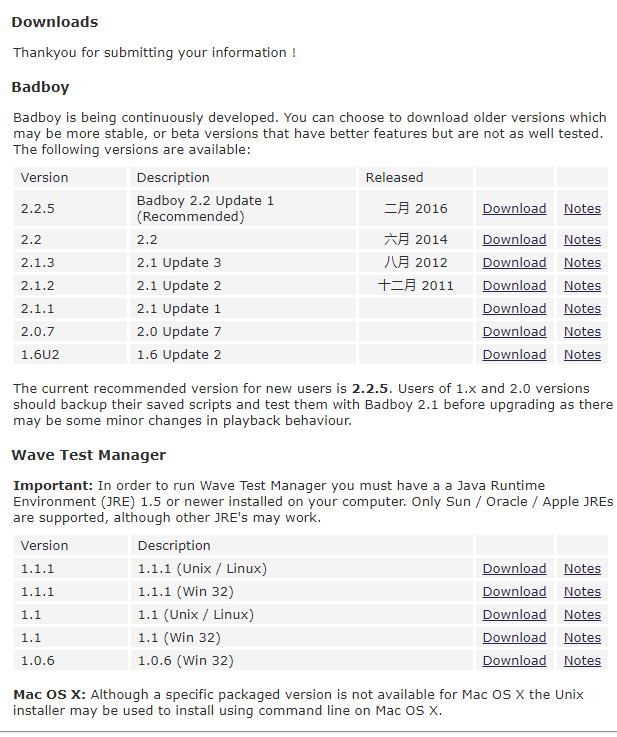 Downloads
Thankyou for submitting your information !
Badboy
Badboy is being continuously developed. You can choose to download older versions which
may be more stable, or beta versions that have better features but are not as well tested.
The following versions are available:
Version Description Released
2.2.5 Badboy 2.2 Update 1 (Recommended) 二月 2016 Download Notes
2.2 2.2 六月 2014 Download Notes
2.1.3 2.1 Update 3 八月 2012 Download Notes
2.1.2 2.1 Update 2 十二月 2011 Download Notes
2.1.1 2.1 Update 1 Download Notes
2.0.7 2.0 Update 7 Download Notes
1.6U2 1.6 Update 2 Download Notes
The current recommended version for new users is 2.2.5. Users of 1.x and 2.0 versions
should backup their saved scripts and test them with Badboy 2.1 before upgrading as there
may be some minor changes in playback behaviour.
Wave Test Manager
Important: In order to run Wave Test Manager you must have a a Java Runtime
Environment (JRE) 1.5 or newer installed on your computer. Only Sun / Oracle / Apple JREs
are supported, although other JRE's may work.
Version Description
1.1.1 1.1.1 (Unix / Linux) Download Notes
1.1.1 1.1.1 (Win 32) Download Notes
1.1 1.1 (Unix / Linux) Download Notes
1.1 1.1 (Win 32) Download Notes
1.0.6 1.0.6 (Win 32) Download Notes
Mac OS X: Although a specific packaged version is not available for Mac OS X the Unix
installer may be used to install using command line on Mac OS X.